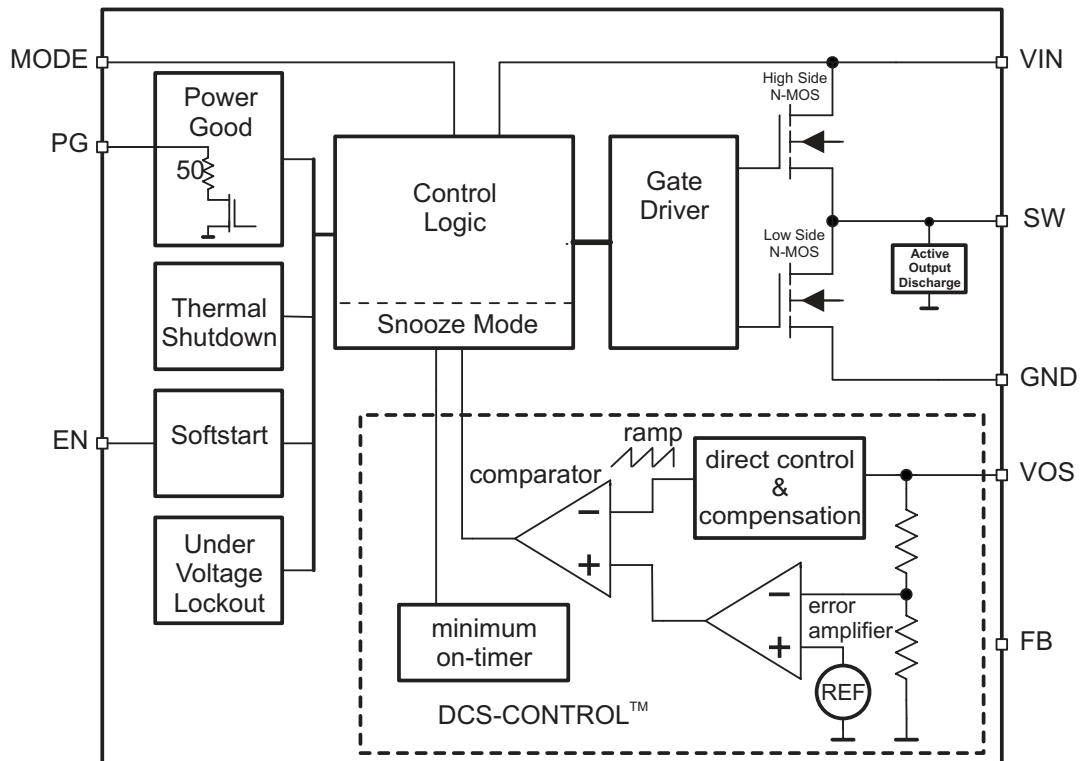 MODE
VIN
High Side
N-MOS
Power
Good
PG
50
Control
Logic
Gate
Driver
SW
Low Side
N-MOS
Active
Output
Discharge
Thermal
Shutdown
Snooze Mode
GND
EN
Softstart
ramp
comparator
direct control
&
compensation
VOS
-
+
Under
Voltage
Lockout
minimum
on-timer
-
+
error
amplifier
FB
REF
DCS-CONTROL™